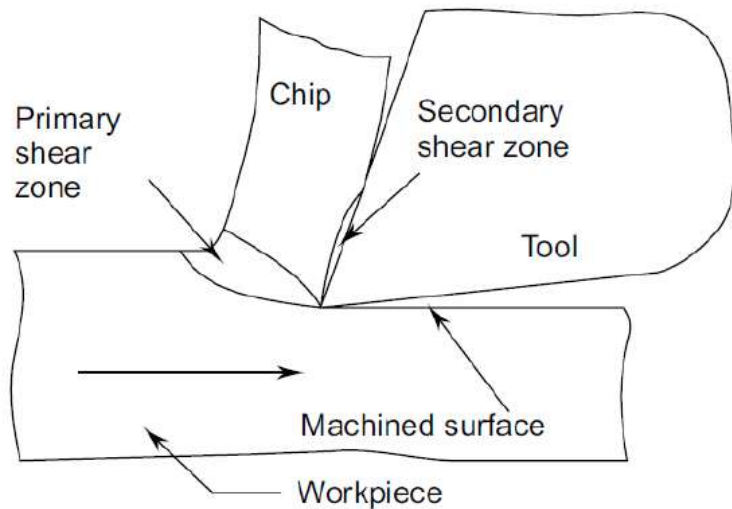 Chip
Primary
shear
zone
Secondary
shear zone
Tool
Machined surface
Workpiece